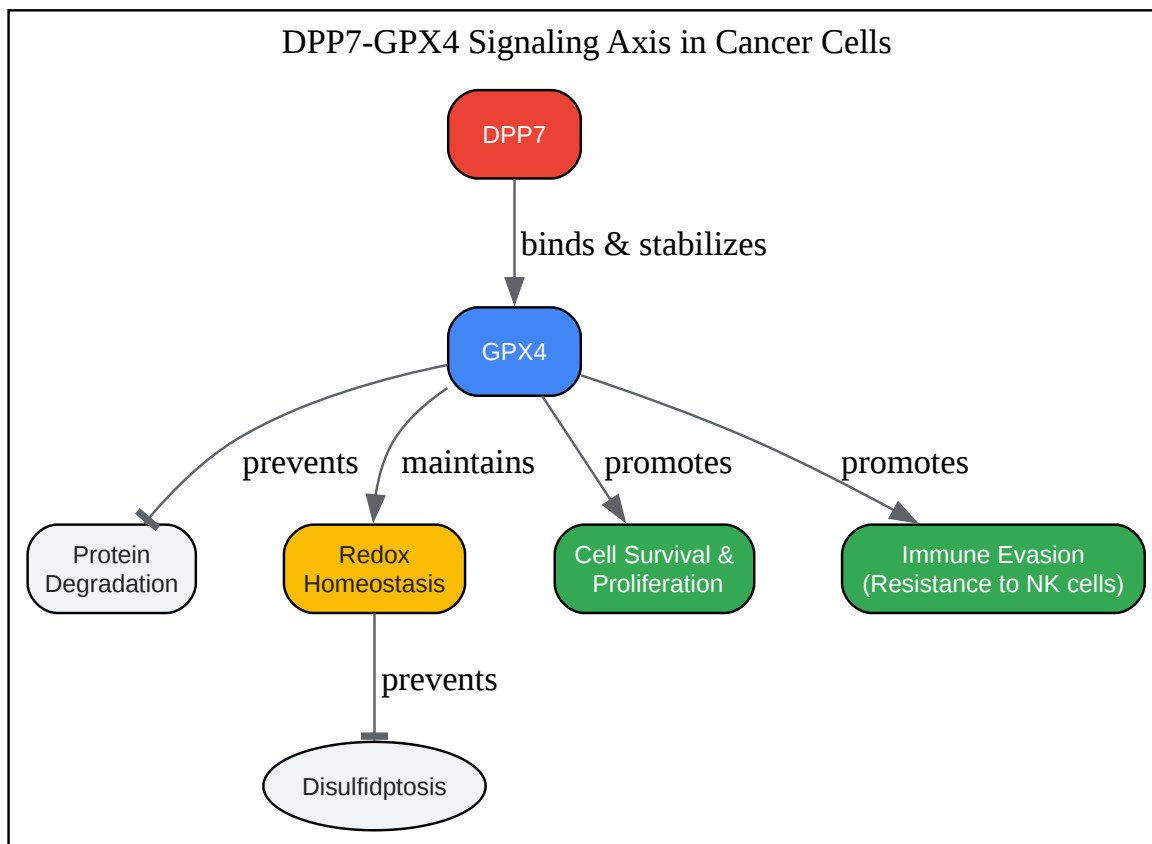 DPP7-GPX4 Signaling Axis in Cancer Cells
DPP7
binds & stabilizes
GPX4
prevents
maintains
promotes
promotes
Protein
Degradation
Redox
Homeostasis
Cell Survival &
Proliferation
Immune Evasion
(Resistance to NK cells)
prevents
Disulfidptosis